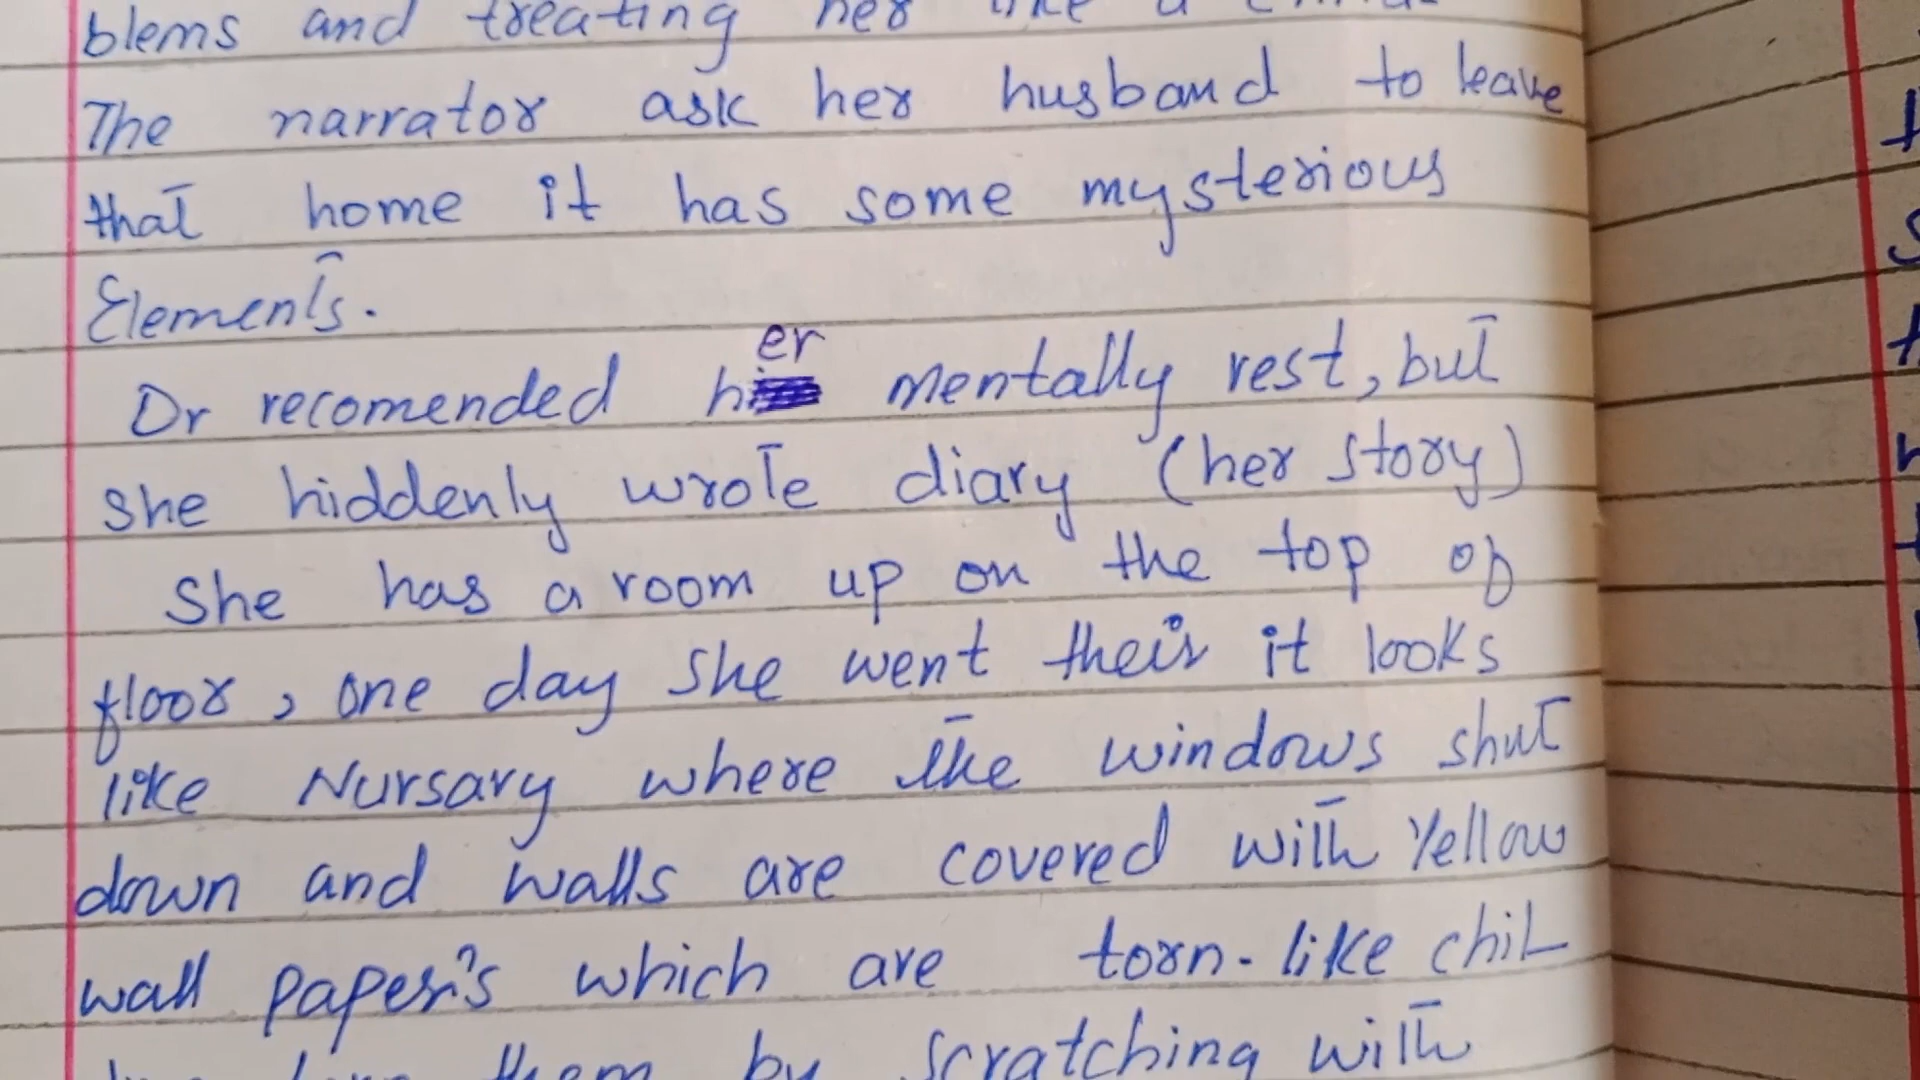 blems and treating her like a
The narrator ask her husband to leave
that home it has some mysterious
Elements.
Dr recomended her mentally rest, but
she hiddenly wrote diary (her story)
She has a room up on the top of
floor, one day she went their it looks
like Nursary where the windows shut
down and walls are covered with Yellow
wall paper's which are torn. like chil
them by scratching with